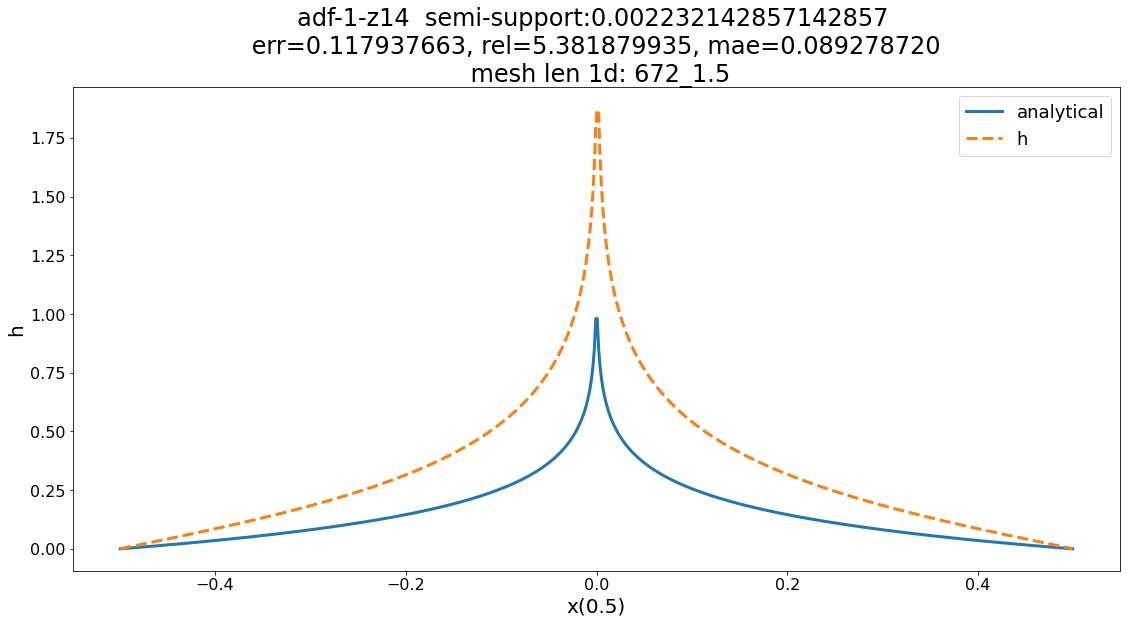 adf-1-z14  semi-support:0.002232142857142857
err=0.117937663, rel=5.381879935, mae=0.089278720
mesh len 1d: 672_1.5
analytical
h
1.75
1.50
1.25
1.00
0.75
0.50
0.25
0.00
h
−0.4
−0.2
0.0
0.2
0.4
x(0.5)